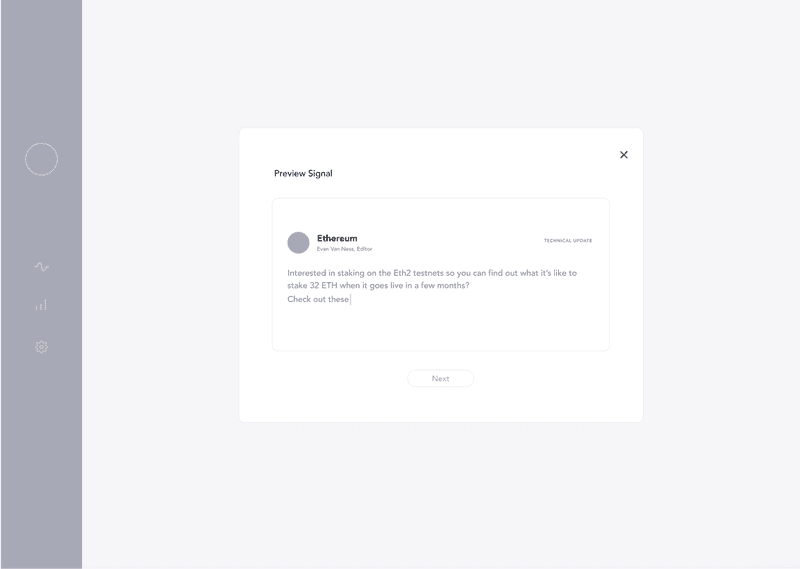 Preview Signal
Ethereum
TECHNICAL UPDATE
Evan Van Ness, Editor
Interested in staking on the Eth2 testnets so you can find out what it's like to
stake 32 ETH when it goes live in a few months?
Check out these
Next